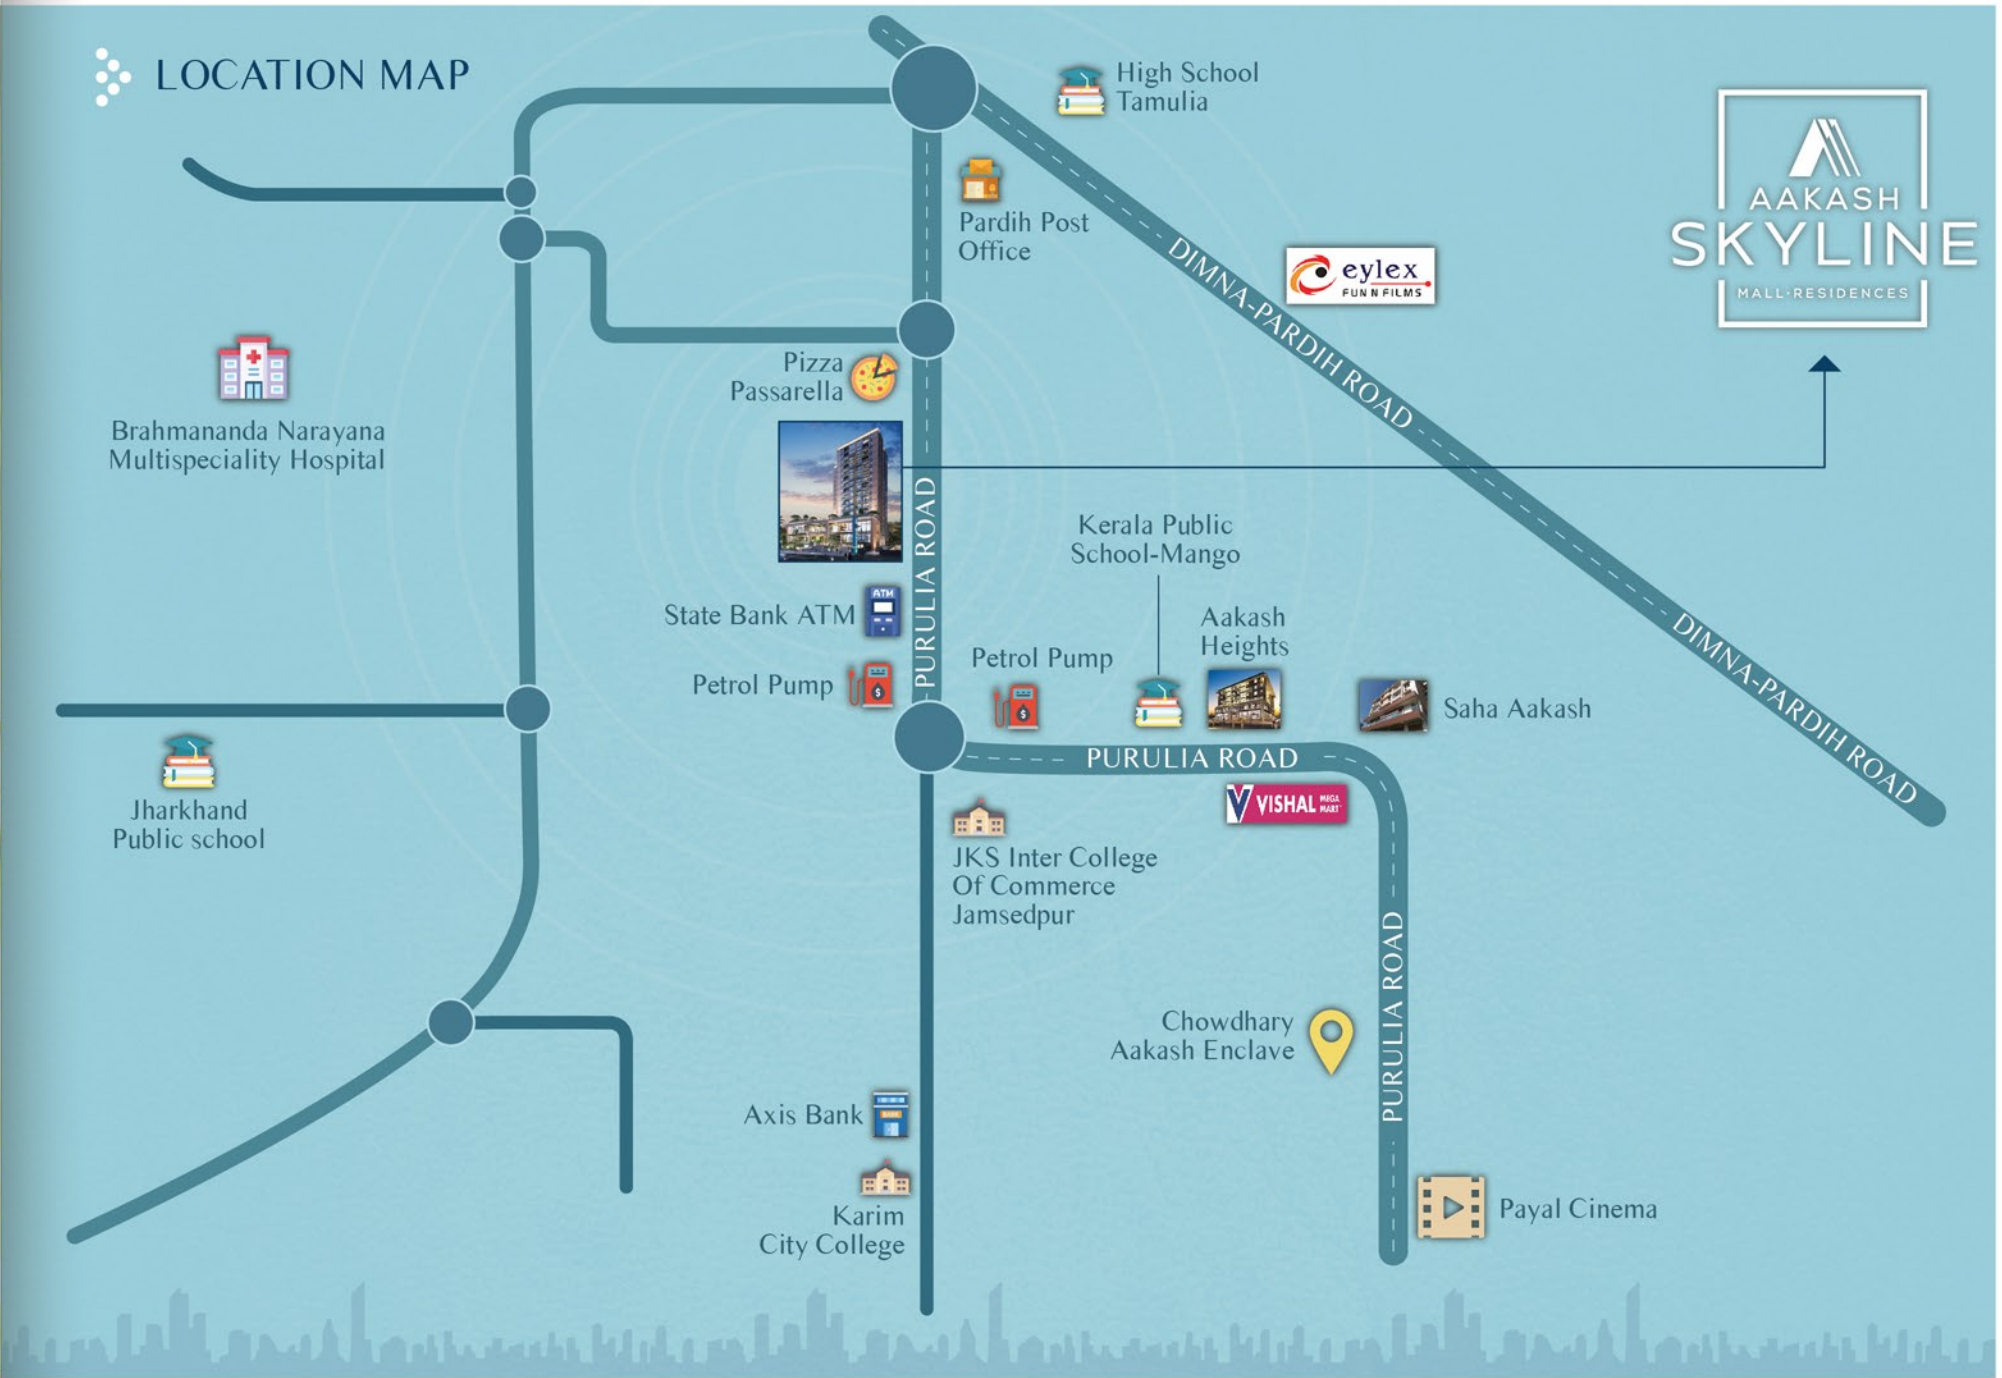 LOCATION MAP
High School
Tamulia
AAKASH
SKYLINE
MALL·RESIDENCES
Pardih Post
Office
DIMNA-PARDIH ROAD
eylex
FUN N FILMS
Pizza
Passarella
Brahmananda Narayana
Multispeciality Hospital
PURULIA ROAD
Kerala Public
School-Mango
ATM
State Bank ATM
Aakash
Heights
Petrol Pump
Petrol Pump
Saha Aakash
DIMNA-PARDIH ROAD
PURULIA ROAD
VISHAL MEGA
MART
Jharkhand
Public school
JKS Inter College
Of Commerce
Jamsedpur
PURULIA ROAD
Chowdhary
Aakash Enclave
Axis Bank
BANK
Karim
City College
Payal Cinema